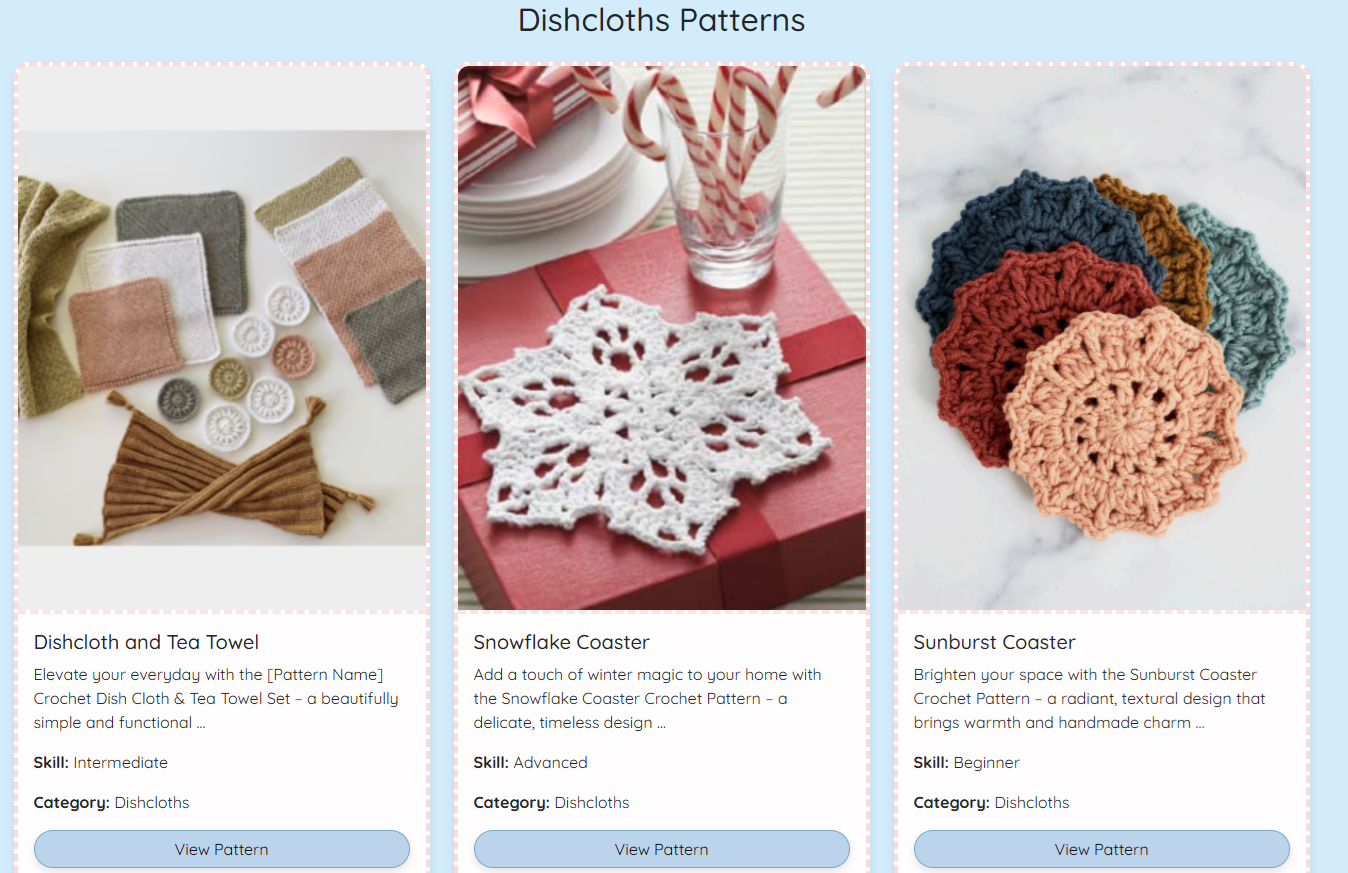 Dishcloths Patterns
Dishcloth and Tea Towel
Elevate your everyday with the [Pattern Name]
Crochet Dish Cloth & Tea Towel Set – a beautifully
simple and functional ...
Skill: Intermediate
Category: Dishcloths
View Pattern
Snowflake Coaster
Add a touch of winter magic to your home with
the Snowflake Coaster Crochet Pattern – a
delicate, timeless design ...
Skill: Advanced
Category: Dishcloths
View Pattern
Sunburst Coaster
Brighten your space with the Sunburst Coaster
Crochet Pattern – a radiant, textural design that
brings warmth and handmade charm ...
Skill: Beginner
Category: Dishcloths
View Pattern